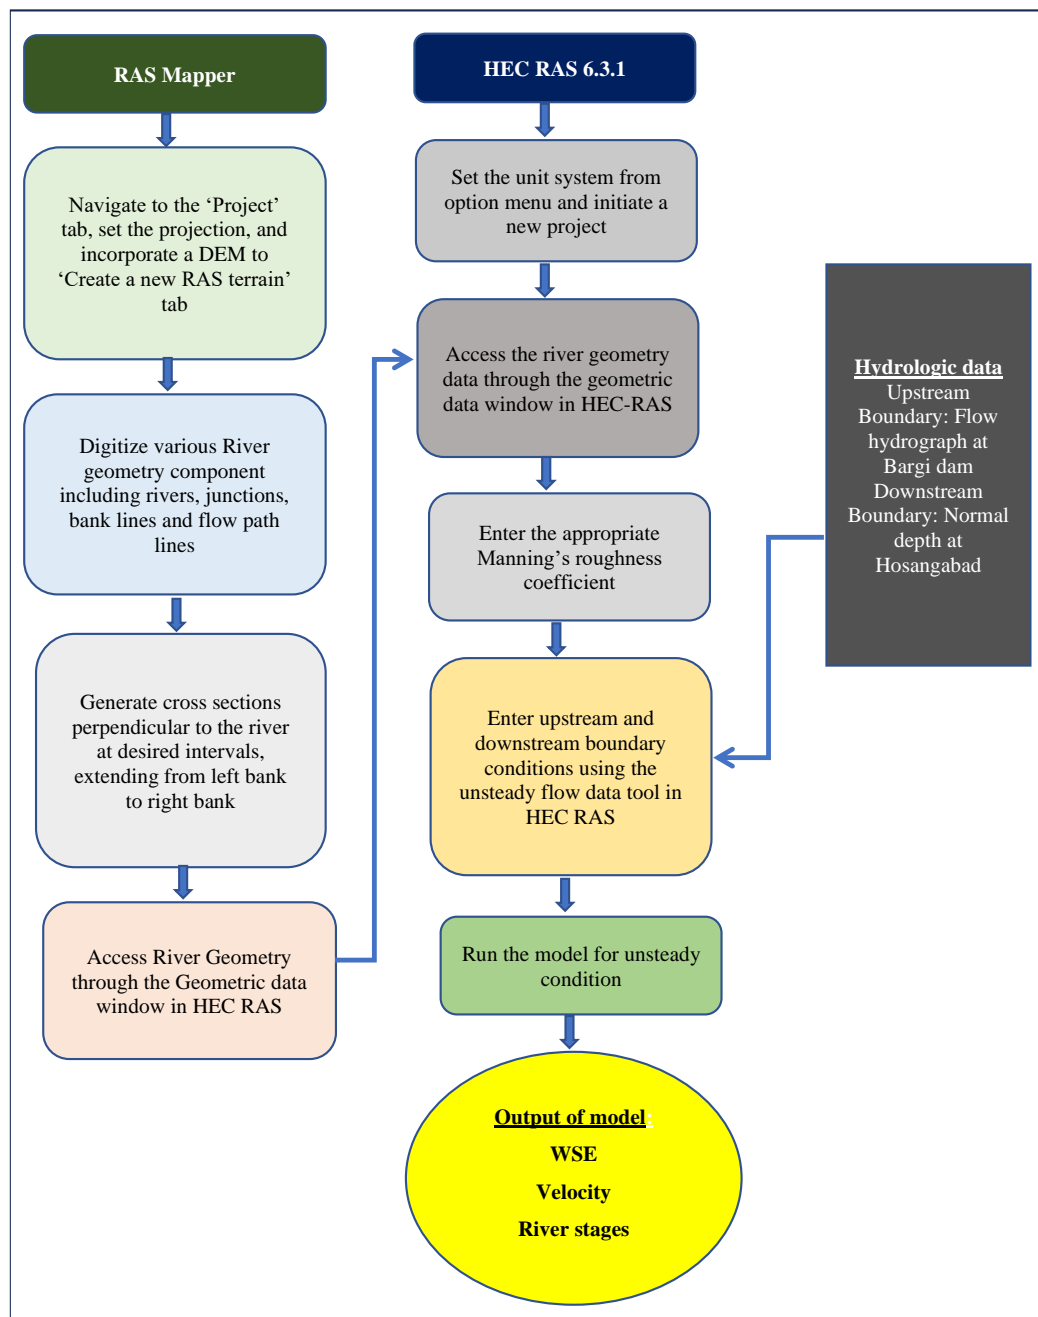 RAS Mapper
Navigate to the ‘Project’
tab, set the projection, and
incorporate a DEM to
‘Create a new RAS terrain’
tab
Digitize various River
geometry component
including rivers, junctions,
bank lines and flow path
lines
Generate cross sections
perpendicular to the river
at desired intervals,
extending from left bank
to right bank
Access River Geometry
through the Geometric data
window in HEC RAS
HEC RAS 6.3.1
Set the unit system from
option menu and initiate a
new project
Access the river geometry
data through the geometric
data window in HEC-RAS
Enter the appropriate
Manning’s roughness
coefficient
Enter upstream and
downstream boundary
conditions using the
unsteady flow data tool in
HEC RAS
Run the model for unsteady
condition
Output of model:
WSE
Velocity
River stages
Hydrologic data
Upstream
Boundary: Flow
hydrograph at
Bargi dam
Downstream
Boundary: Normal
depth at
Hosangabad